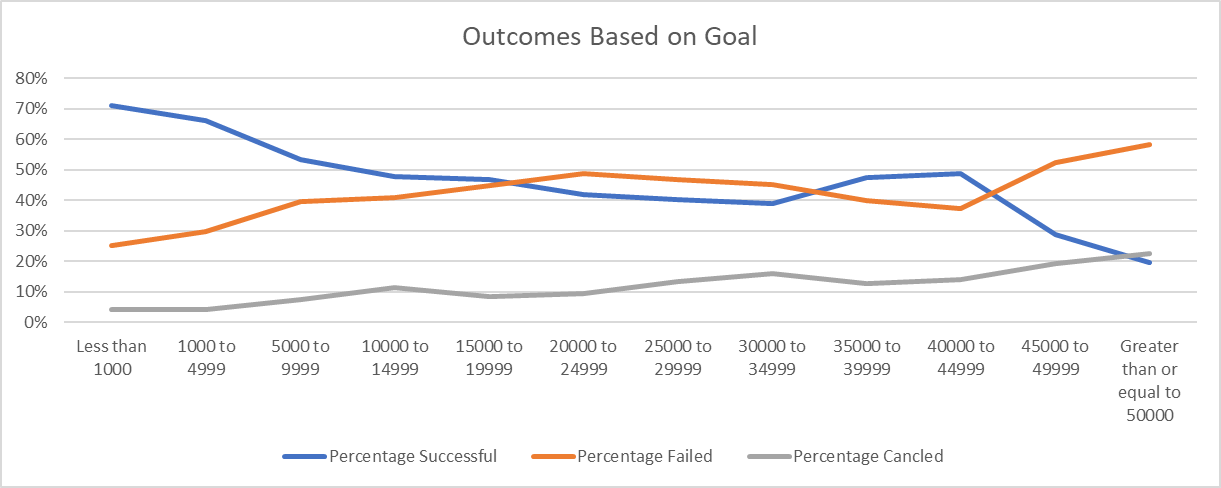 Outcomes Based on Goal
80%
70%
60%
50%
40%
30%
20%
10%
0%
Less than
1000
1000 to
4999
5000 to
9999
10000 to
14999
15000 to
19999
20000 to
24999
25000 to
29999
30000 to
34999
35000 to
39999
40000 to
44999
45000 to
49999
Greater
than or
equal to
50000
Percentage Successful
Percentage Failed
Percentage Cancled